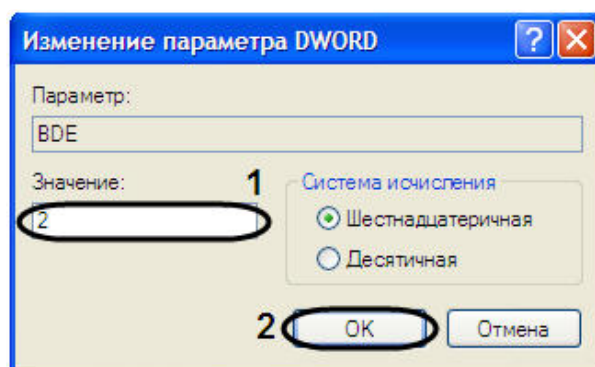 Изменение параметра DWORD
Параметр:
BDE
Значение:
1
Система исчисления
2
Шестнадцатеричная
Десятичная
2
OK
Отмена